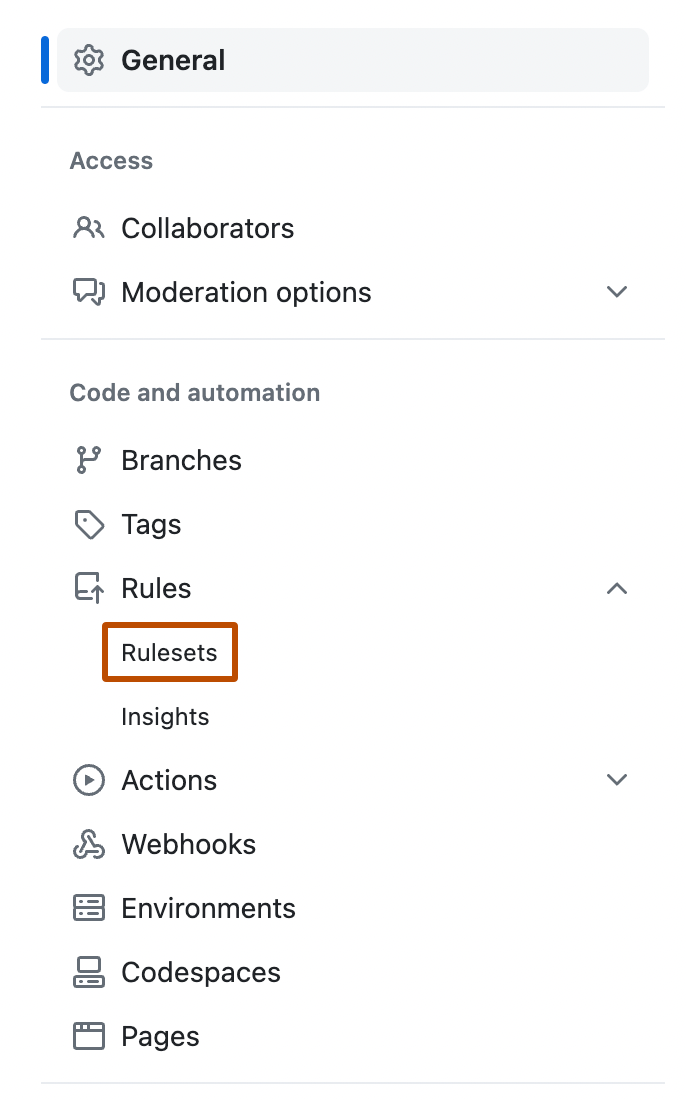 General
Access
Collaborators
Moderation options
Code and automation
Branches
Tags
Rules
Rulesets
Insights
Actions
Webhooks
Environments
Codespaces
Pages